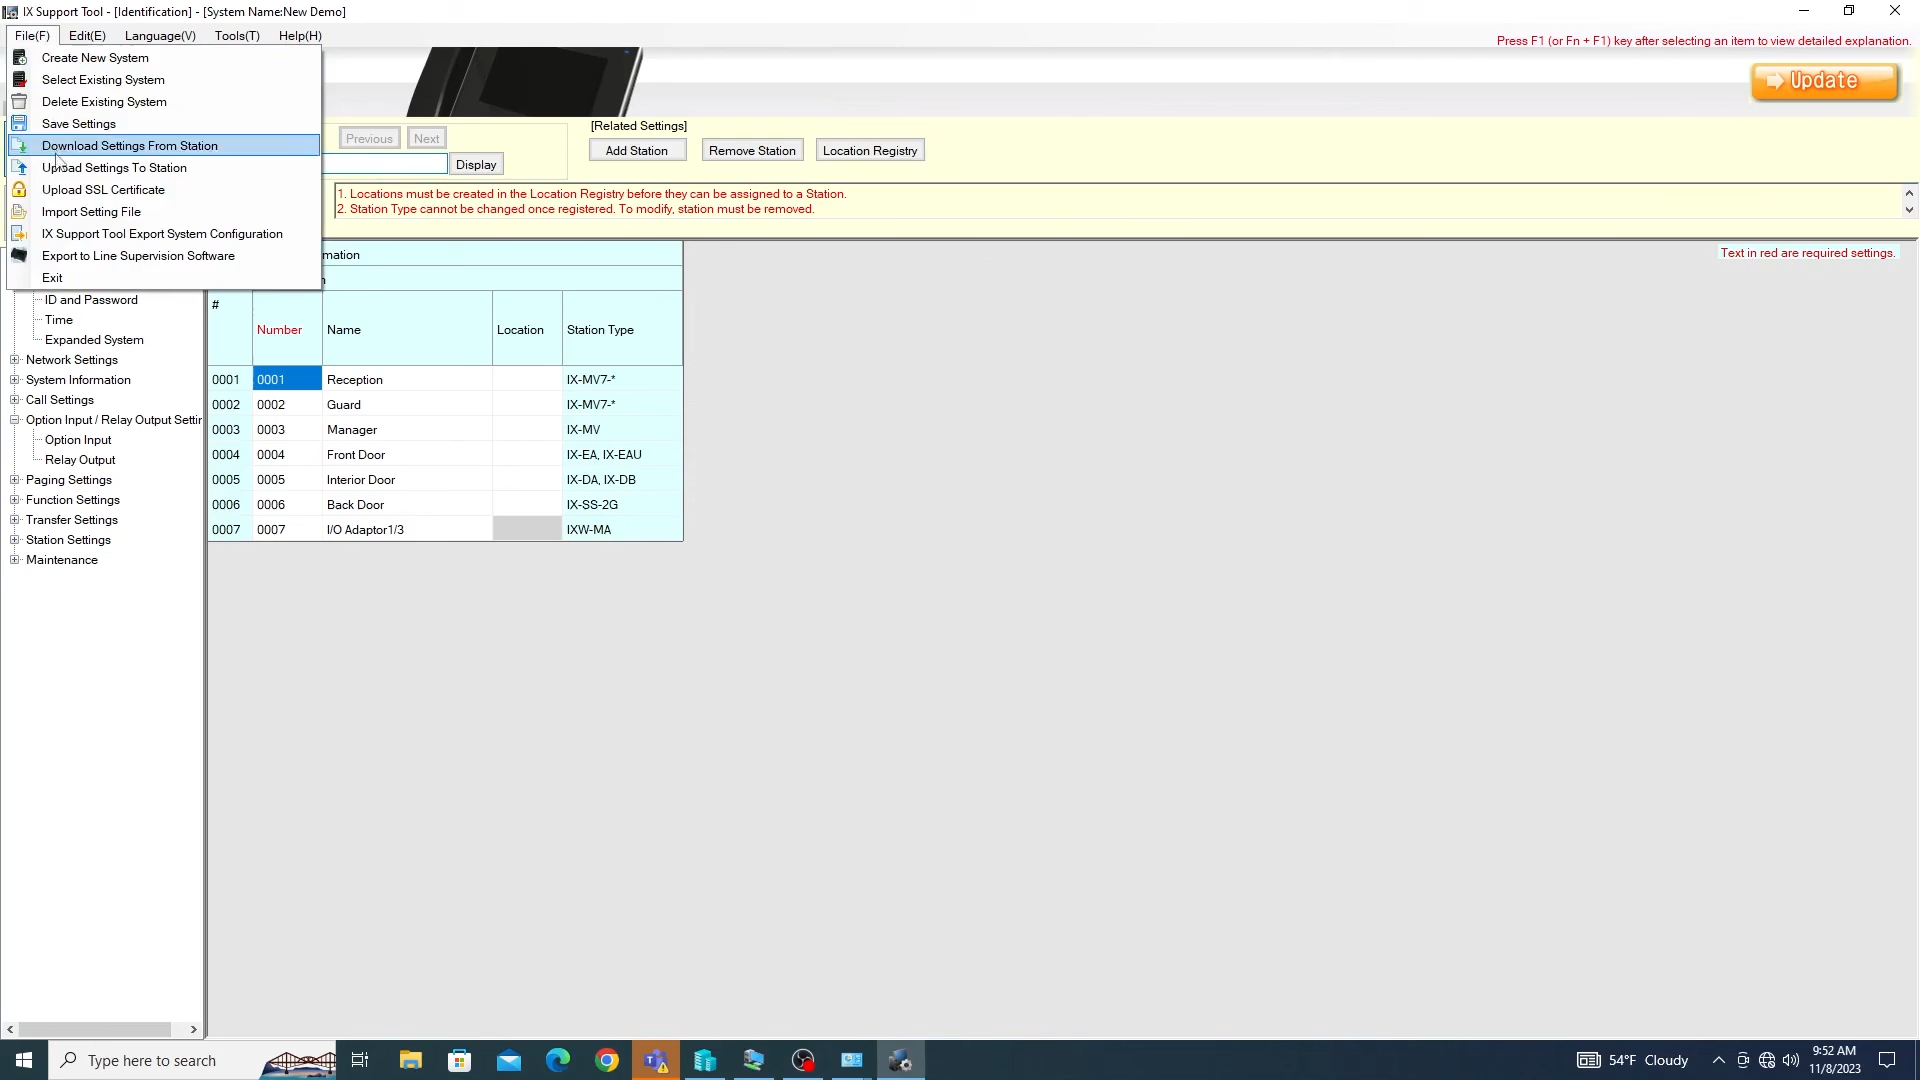 IX Support Tool - [Identification] - [System Name:New Demo]
File(F) Edit(E) Language(V) Tools(T) Help(H)
Press F1 (or Fn + F1) key after selecting an item to view detailed explanation.
Create New System
Select Existing System
Delete Existing System
Save Settings
Download Settings From Station
Upload Settings To Station
Upload SSL Certificate
Import Setting File
IX Support Tool Export System Configuration
Export to Line Supervision Software
Exit
Update
Previous Next
Display
[Related Settings]
Add Station Remove Station Location Registry
1. Locations must be created in the Location Registry before they can be assigned to a Station.
2. Station Type cannot be changed once registered. To modify, station must be removed.
Text in red are required settings.
ID and Password
Time
Expanded System
Network Settings
System Information
Call Settings
Option Input / Relay Output Settin
Option Input
Relay Output
Paging Settings
Function Settings
Transfer Settings
Station Settings
Maintenance
mation
# Number Name Location Station Type
0001 0001 Reception IX-MV7-*
0002 0002 Guard IX-MV7-*
0003 0003 Manager IX-MV
0004 0004 Front Door IX-EA, IX-EAU
0005 0005 Interior Door IX-DA, IX-DB
0006 0006 Back Door IX-SS-2G
0007 0007 I/O Adaptor1/3 IXW-MA
Type here to search
54°F Cloudy
9:52 AM
11/8/2023